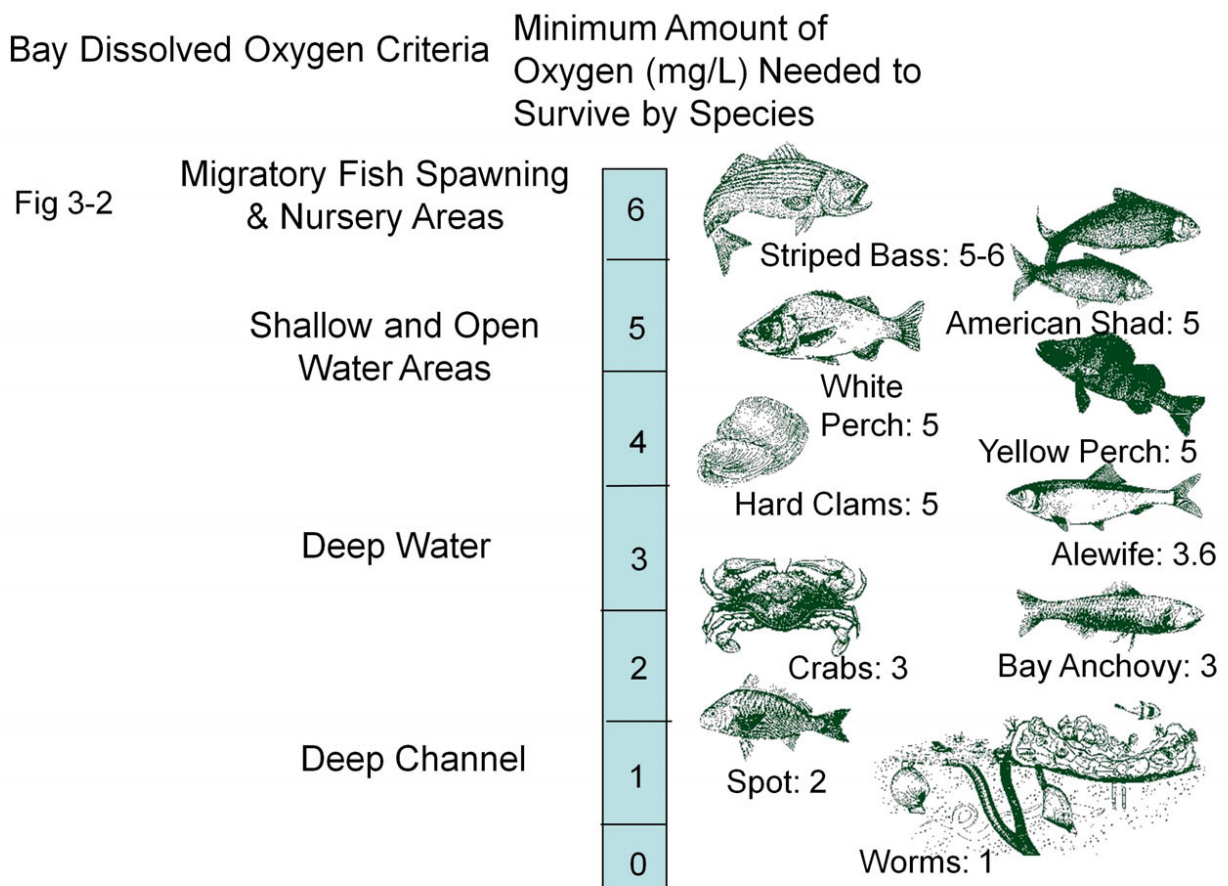 Bay Dissolved Oxygen Criteria
Minimum Amount of
Oxygen (mg/L) Needed to
Survive by Species
Fig 3-2
Migratory Fish Spawning
& Nursery Areas
Shallow and Open
Water Areas
Deep Water
Deep Channel
6
5
4
3
2
1
0
Striped Bass: 5-6
American Shad: 5
White
Perch: 5
Yellow Perch: 5
Hard Clams: 5
Alewife: 3.6
Crabs: 3
Bay Anchovy: 3
Spot: 2
Worms: 1